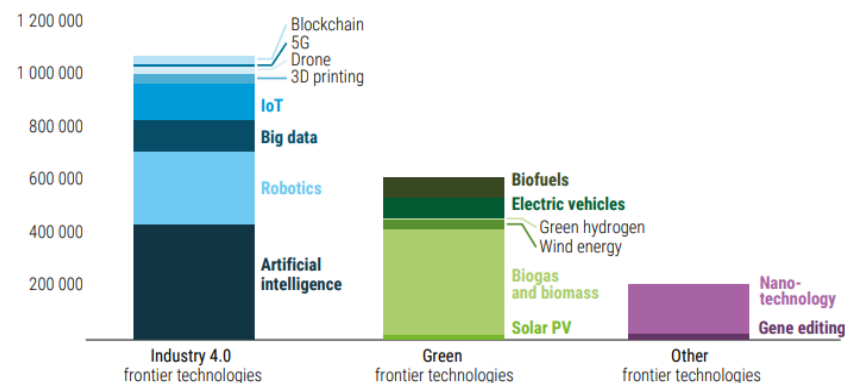 1 200 000
1 000 000
800 000
600 000
400 000
200 000
Blockchain
5G
Drone
3D printing
IoT
Big data
Robotics
Artificial
intelligence
Industry 4.0
frontier technologies
Biofuels
Electric vehicles
Green hydrogen
Wind energy
Biogas
and biomass
Solar PV
Green
frontier technologies
Nano-
technology
Gene editing
Other
frontier technologies